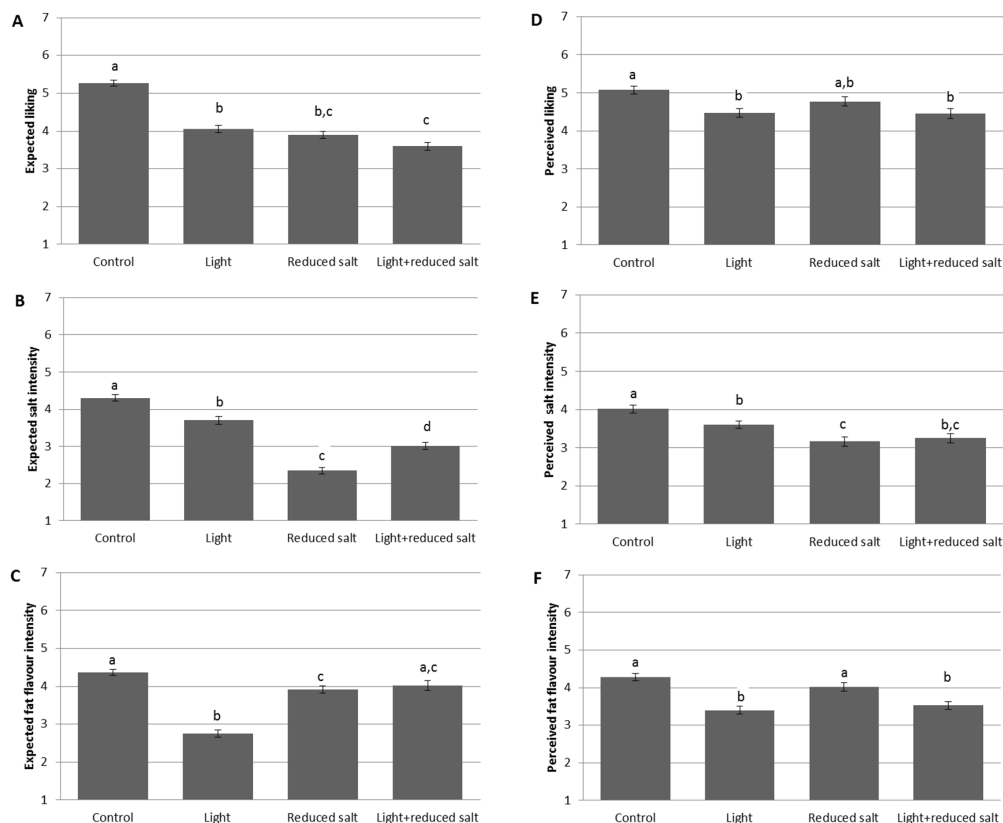 A
Expected liking
7
6
5
4
3
2
1
a
b
b,c
c
Control
Light
Reduced salt
Light+reduced salt
D
Perceived liking
7
6
5
4
3
2
1
a
b
a,b
b
Control
Light
Reduced salt
Light+reduced salt
B
Expected salt intensity
7
6
5
4
3
2
1
a
b
c
d
Control
Light
Reduced salt
Light+reduced salt
E
Perceived salt intensity
7
6
5
4
3
2
1
a
b
c
b,c
Control
Light
Reduced salt
Light+reduced salt
C
Expected fat flavour intensity
7
6
5
4
3
2
1
a
b
c
a,c
Control
Light
Reduced salt
Light+reduced salt
F
Perceived fat flavour intensity
7
6
5
4
3
2
1
a
b
a
b
Control
Light
Reduced salt
Light+reduced salt